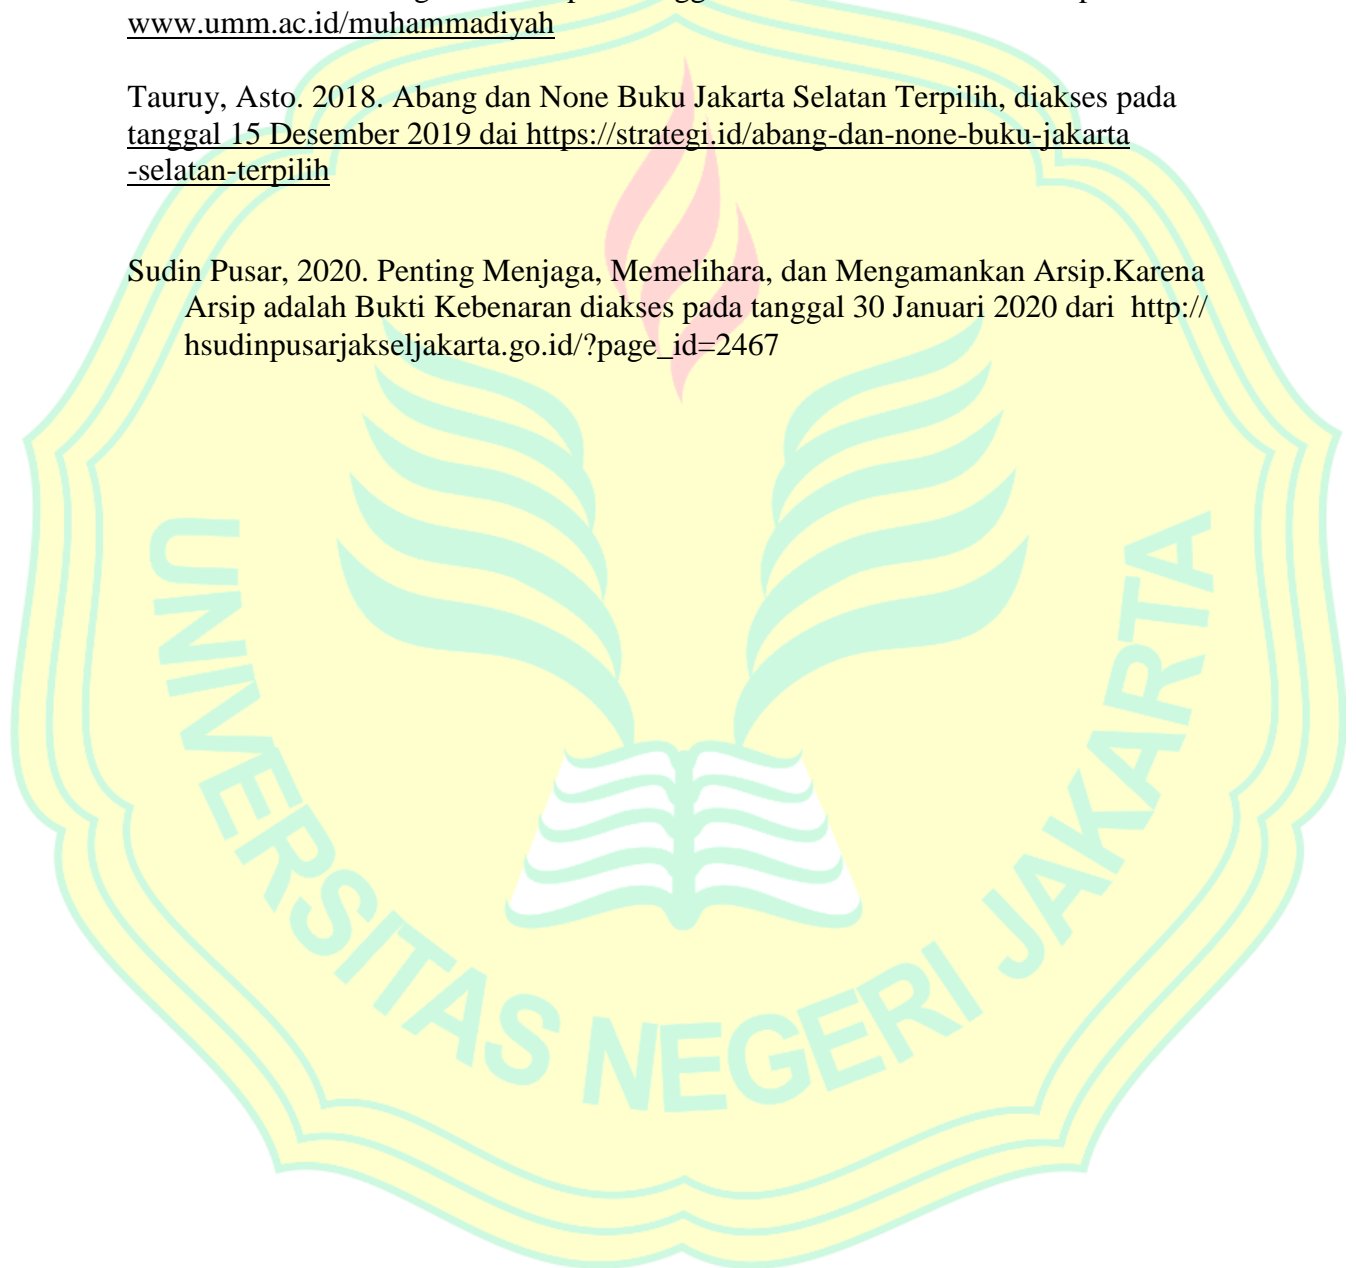 www.umm.ac.id/muhammadiyah
Tauruy, Asto. 2018. Abang dan None Buku Jakarta Selatan Terpilih, diakses pada
tanggal 15 Desember 2019 dai https://strategi.id/abang-dan-none-buku-jakarta
-selatan-terpilih
Sudin Pusar, 2020. Penting Menjaga, Memelihara, dan Mengamankan Arsip.Karena
Arsip adalah Bukti Kebenaran diakses pada tanggal 30 Januari 2020 dari http://
hsudinpusarjakseljakarta.go.id/?page_id=2467
UNIVERSITAS NEGERI JAKARTA